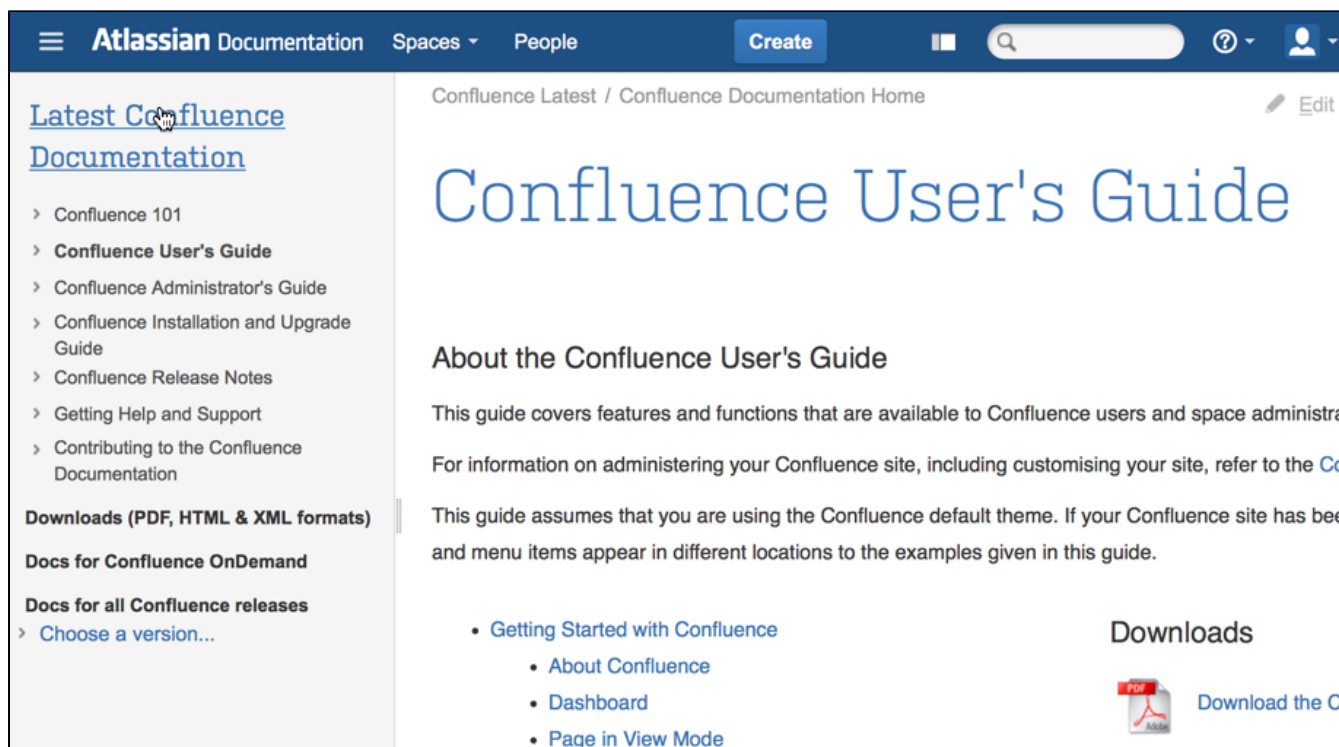 Atlassian Documentation Spaces People Create Edit
Latest Confluence
Documentation
Confluence 101
Confluence User's Guide
Confluence Administrator's Guide
Confluence Installation and Upgrade
Guide
Confluence Release Notes
Getting Help and Support
Contributing to the Confluence
Documentation
Downloads (PDF, HTML & XML formats)
Docs for Confluence OnDemand
Docs for all Confluence releases
Choose a version...
Confluence Latest / Confluence Documentation Home
Confluence User's Guide
About the Confluence User's Guide
This guide covers features and functions that are available to Confluence users and space administra
For information on administering your Confluence site, including customising your site, refer to the Co
This guide assumes that you are using the Confluence default theme. If your Confluence site has bee
and menu items appear in different locations to the examples given in this guide.
Getting Started with Confluence
About Confluence
Dashboard
Page in View Mode
Downloads
PDF
Adobe
Download the C